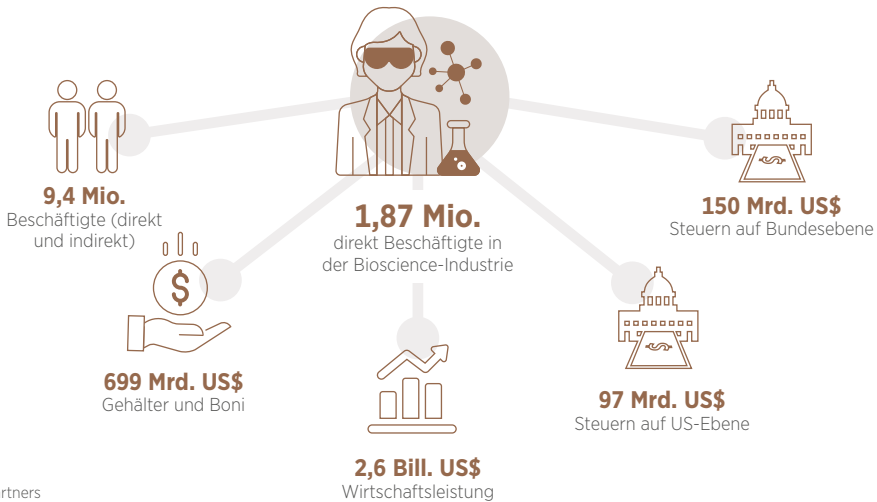 9,4 Mio.
Beschäftigte (direkt
und indirekt)
699 Mrd. US$
Gehälter und Boni
1,87 Mio.
direkt Beschäftigte in
der Bioscience-Industrie
2,6 Bill. US$
Wirtschaftsleistung
97 Mrd. US$
Steuern auf US-Ebene
150 Mrd. US$
Steuern auf Bundesebene
$